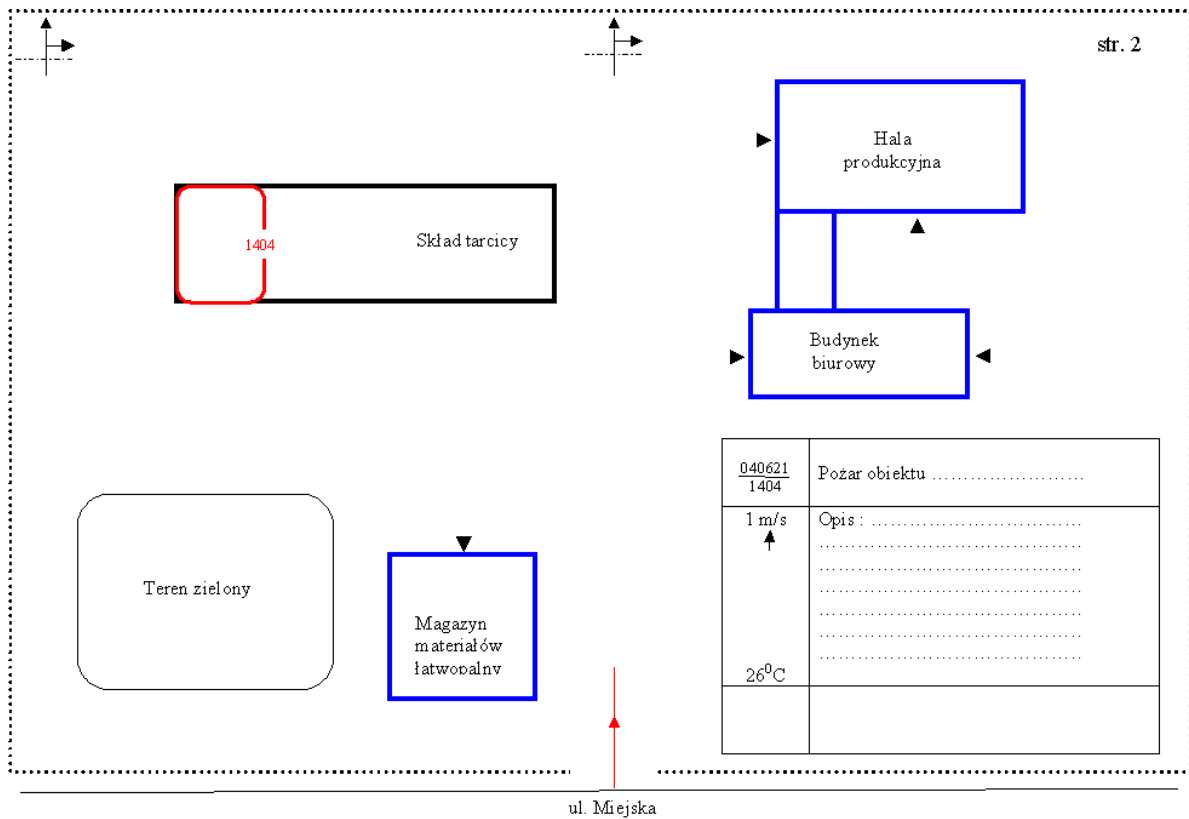 str. 2
Hala
produkcyjna
1404
Skład tarcicy
Budynek
biurowy
040621
1404
Pożar obiektu ……………………
1 m/s
Opis : ……………………………
……………………………………
……………………………………
……………………………………
……………………………………
……………………………………
……………………………………
26⁰C
Teren zielony
Magazyn
materiałów
łatwopalny
ul. Miejska